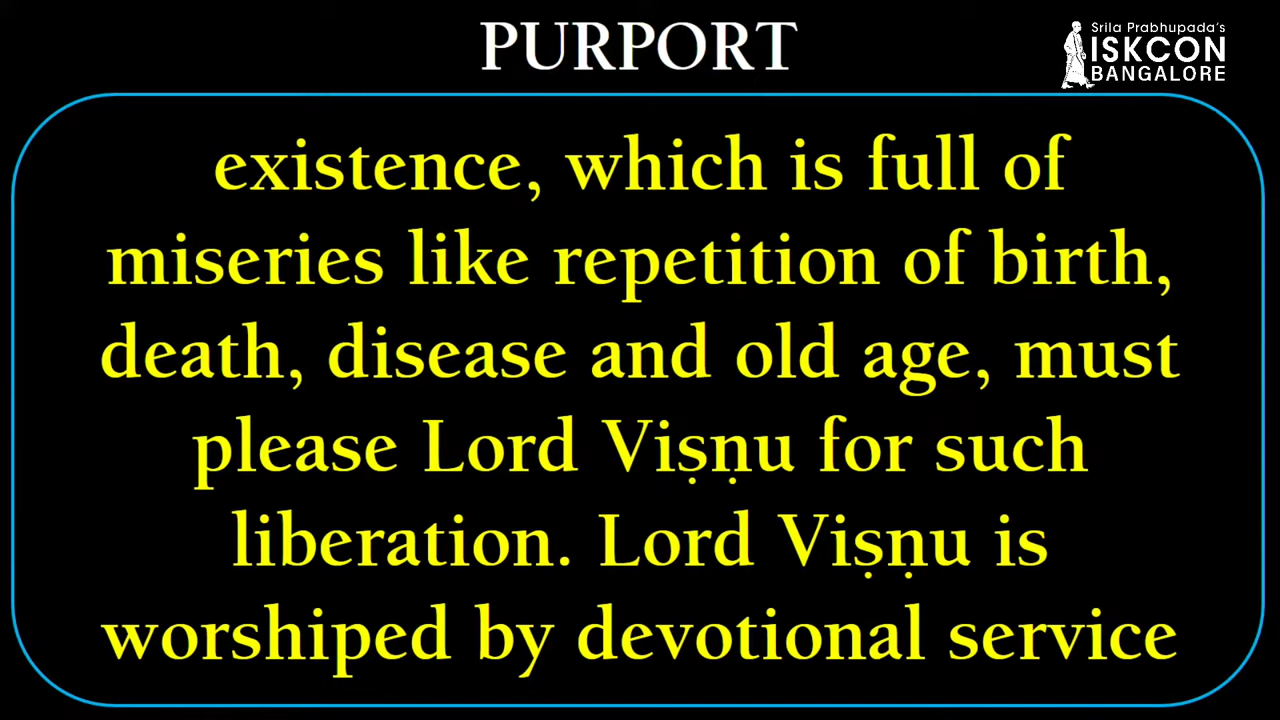 PURPORT
Srila Prabhupada's
ISKCON
BANGALORE
existence, which is full of
miseries like repetition of birth,
death, disease and old age, must
please Lord Viṣṇu for such
liberation. Lord Viṣṇu is
worshiped by devotional service